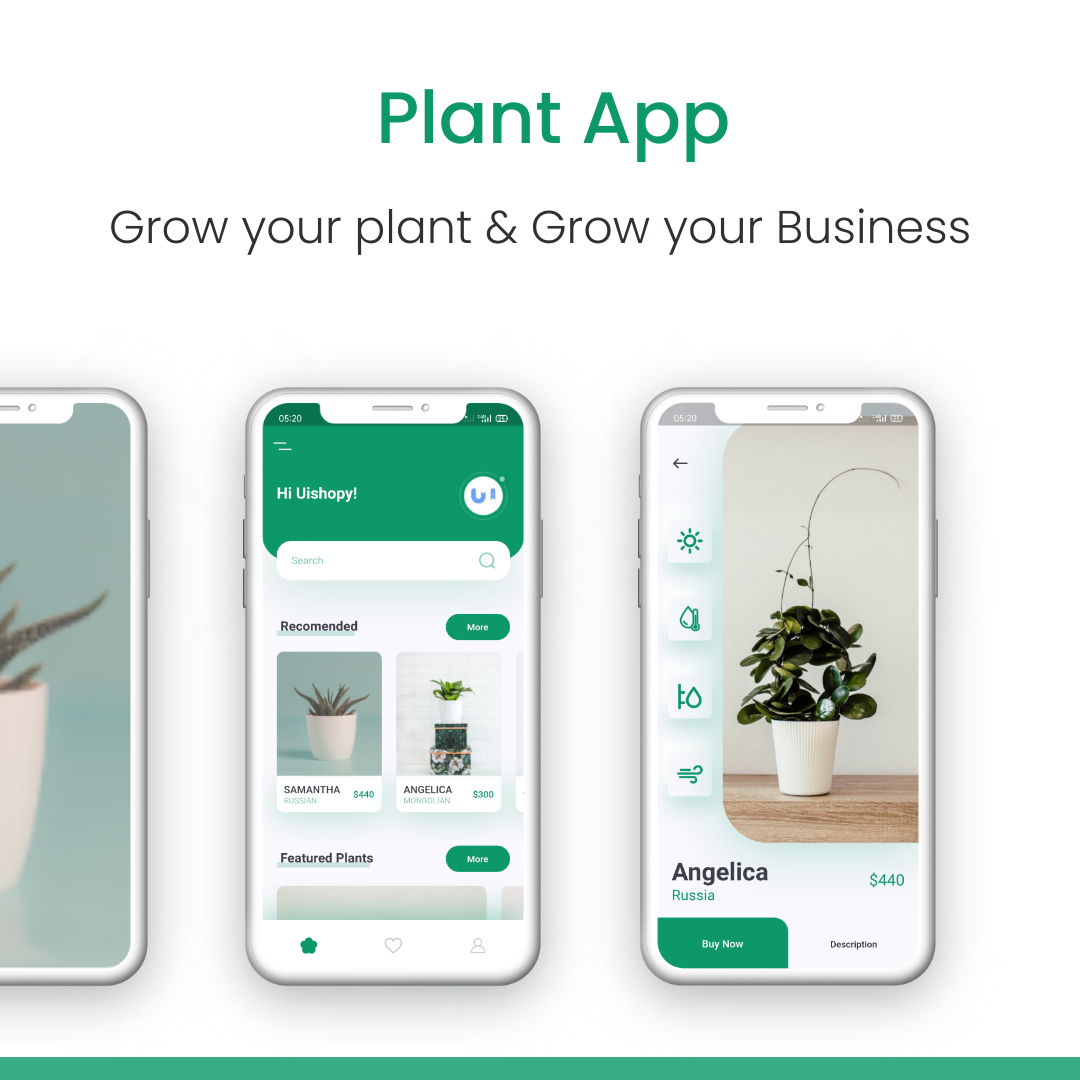 Plant App
Grow your plant & Grow your Business
05:20
Hi Uishopy!
UI
Search
Recomended
More
SAMANTHA
RUSSIAN
$440
ANGELICA
MONGOLIAN
$300
Featured Plants
More
05:20
Angelica
Russia
$440
Buy Now
Description